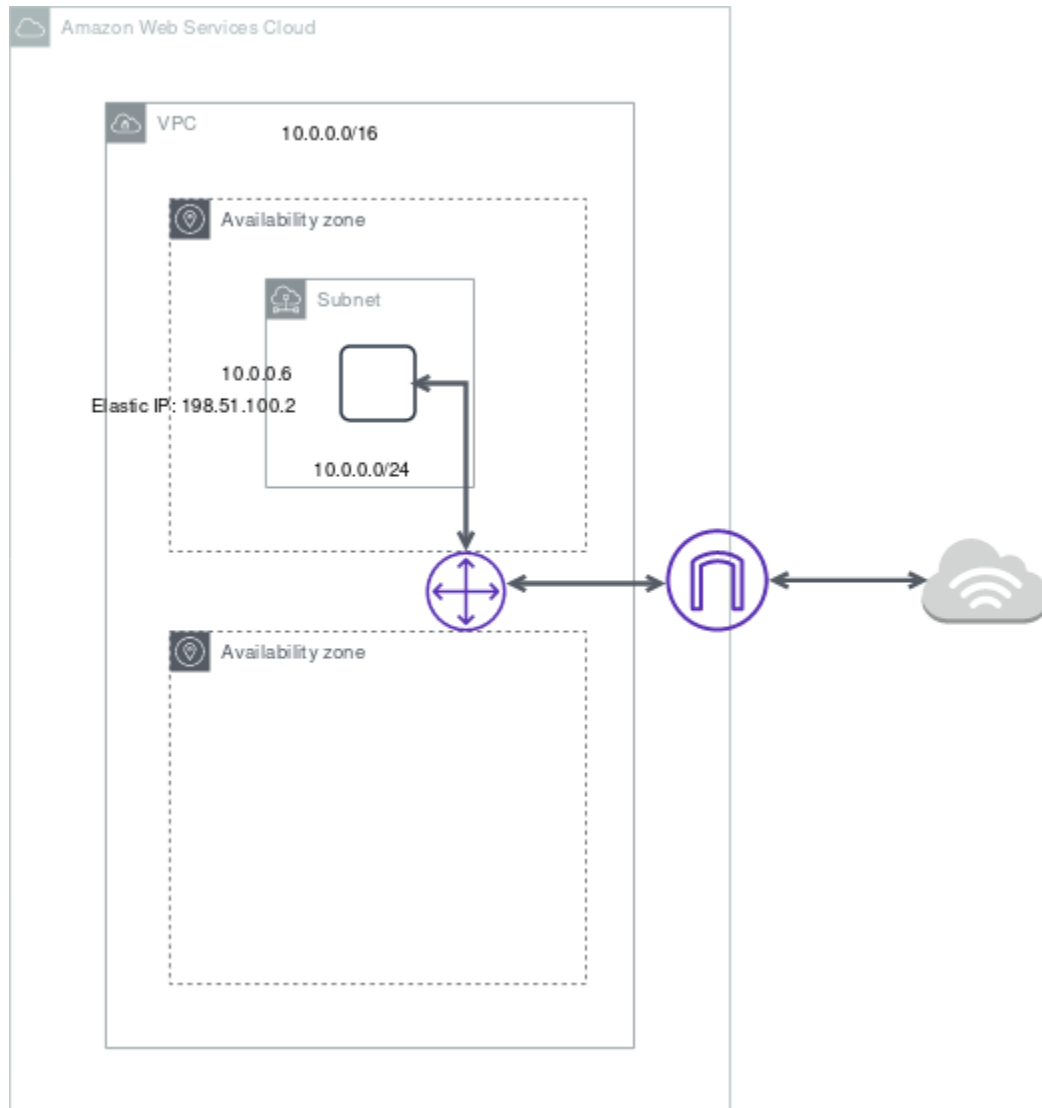 Amazon Web Services Cloud
VPC
10.0.0.0/16
Availability zone
Subnet
10.0.0.6
Elastic IP: 198.51.100.2
10.0.0.0/24
Availability zone